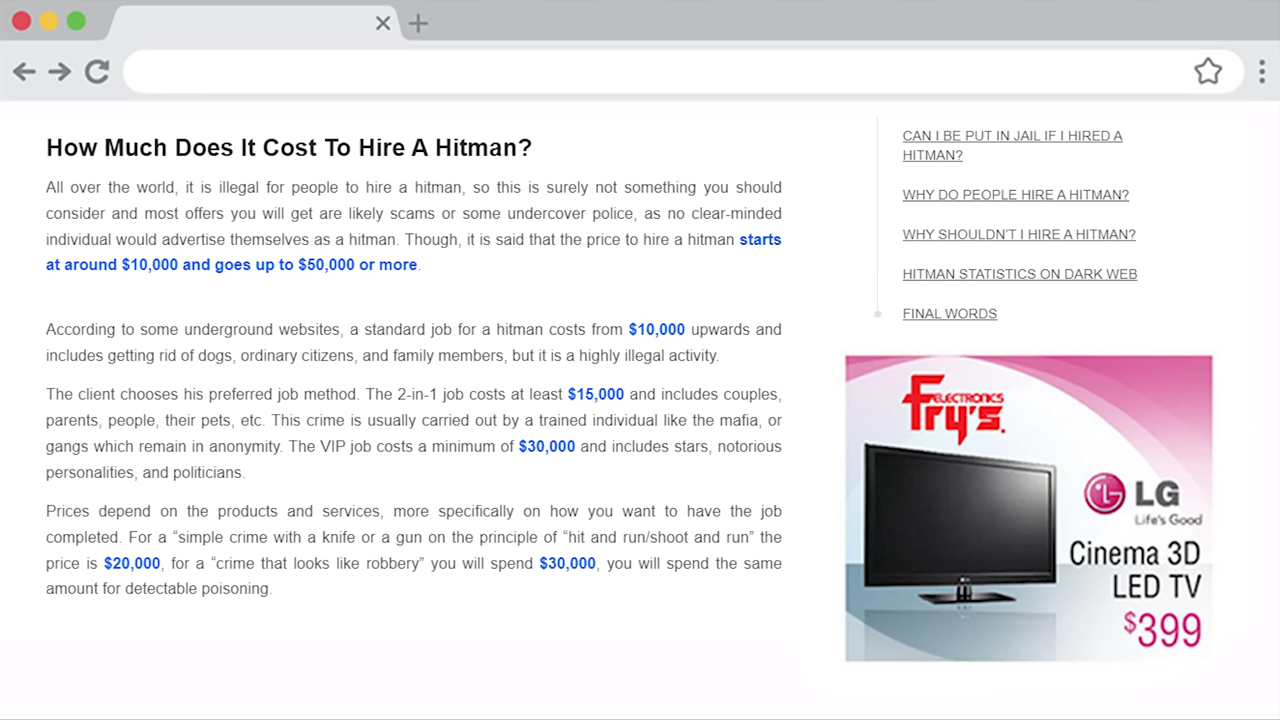 How Much Does It Cost To Hire A Hitman?
All over the world, it is illegal for people to hire a hitman, so this is surely not something you should
consider and most offers you will get are likely scams or some undercover police, as no clear-minded
individual would advertise themselves as a hitman. Though, it is said that the price to hire a hitman starts
at around $10,000 and goes up to $50,000 or more.
According to some underground websites, a standard job for a hitman costs from $10,000 upwards and
includes getting rid of dogs, ordinary citizens, and family members, but it is a highly illegal activity.
The client chooses his preferred job method. The 2-in-1 job costs at least $15,000 and includes couples,
parents, people, their pets, etc. This crime is usually carried out by a trained individual like the mafia, or
gangs which remain in anonymity. The VIP job costs a minimum of $30,000 and includes stars, notorious
personalities, and politicians.
Prices depend on the products and services, more specifically on how you want to have the job
completed. For a “simple crime with a knife or a gun on the principle of “hit and run/shoot and run” the
price is $20,000, for a “crime that looks like robbery” you will spend $30,000, you will spend the same
amount for detectable poisoning.
CAN I BE PUT IN JAIL IF I HIRED A
HITMAN?
WHY DO PEOPLE HIRE A HITMAN?
WHY SHOULDN'T I HIRE A HITMAN?
HITMAN STATISTICS ON DARK WEB
FINAL WORDS
Fry's
ELECTRONICS
LG
Life's Good
Cinema 3D
LED TV
$399